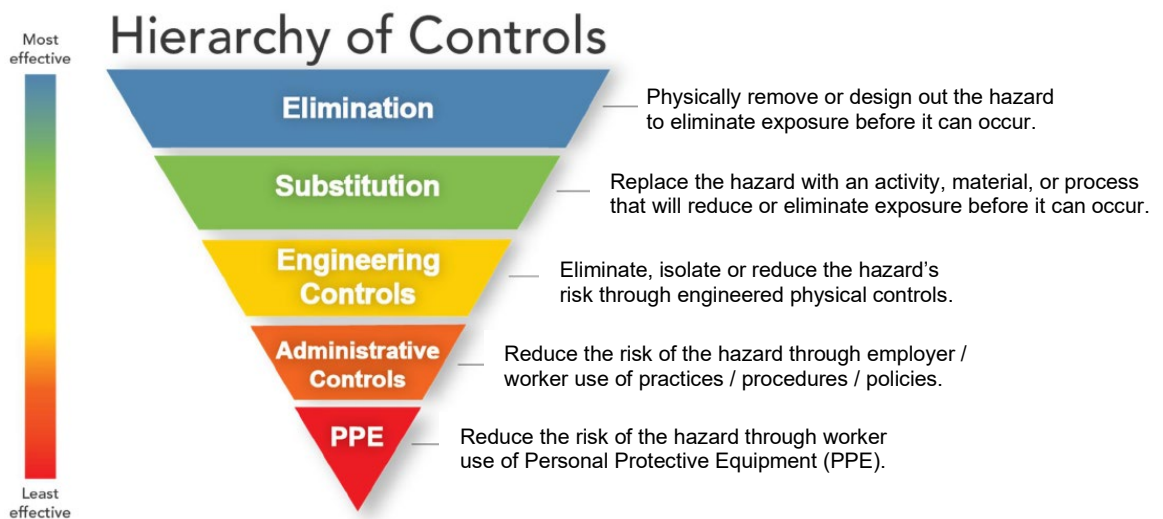 Hierarchy of Controls
Most
effective
Elimination
Physically remove or design out the hazard
to eliminate exposure before it can occur.
Substitution
Replace the hazard with an activity, material, or process
that will reduce or eliminate exposure before it can occur.
Engineering
Controls
Eliminate, isolate or reduce the hazard’s
risk through engineered physical controls.
Administrative
Controls
Reduce the risk of the hazard through employer /
worker use of practices / procedures / policies.
PPE
Reduce the risk of the hazard through worker
use of Personal Protective Equipment (PPE).
Least
effective